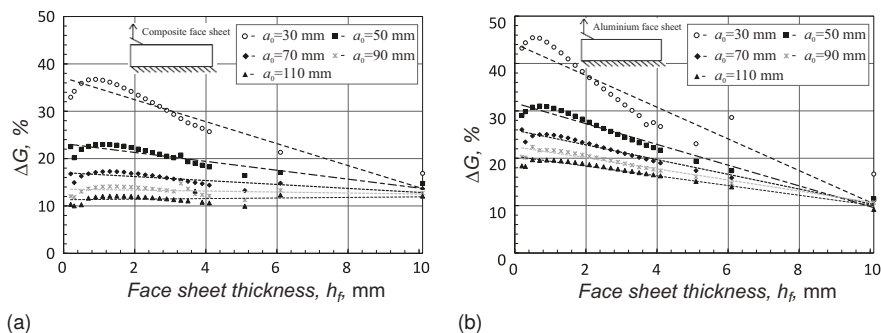 50
40
30
20
10
0
ΔG, %
Composite face sheet
a₀=30 mm
a₀=50 mm
a₀=70 mm
a₀=90 mm
a₀=110 mm
0 2 4 6 8 10
Face sheet thickness, hf, mm
(a)
50
40
30
20
10
0
ΔG, %
Aluminium face sheet
a₀=30 mm
a₀=50 mm
a₀=70 mm
a₀=90 mm
a₀=110 mm
0 2 4 6 8 10
Face sheet thickness, hf, mm
(b)